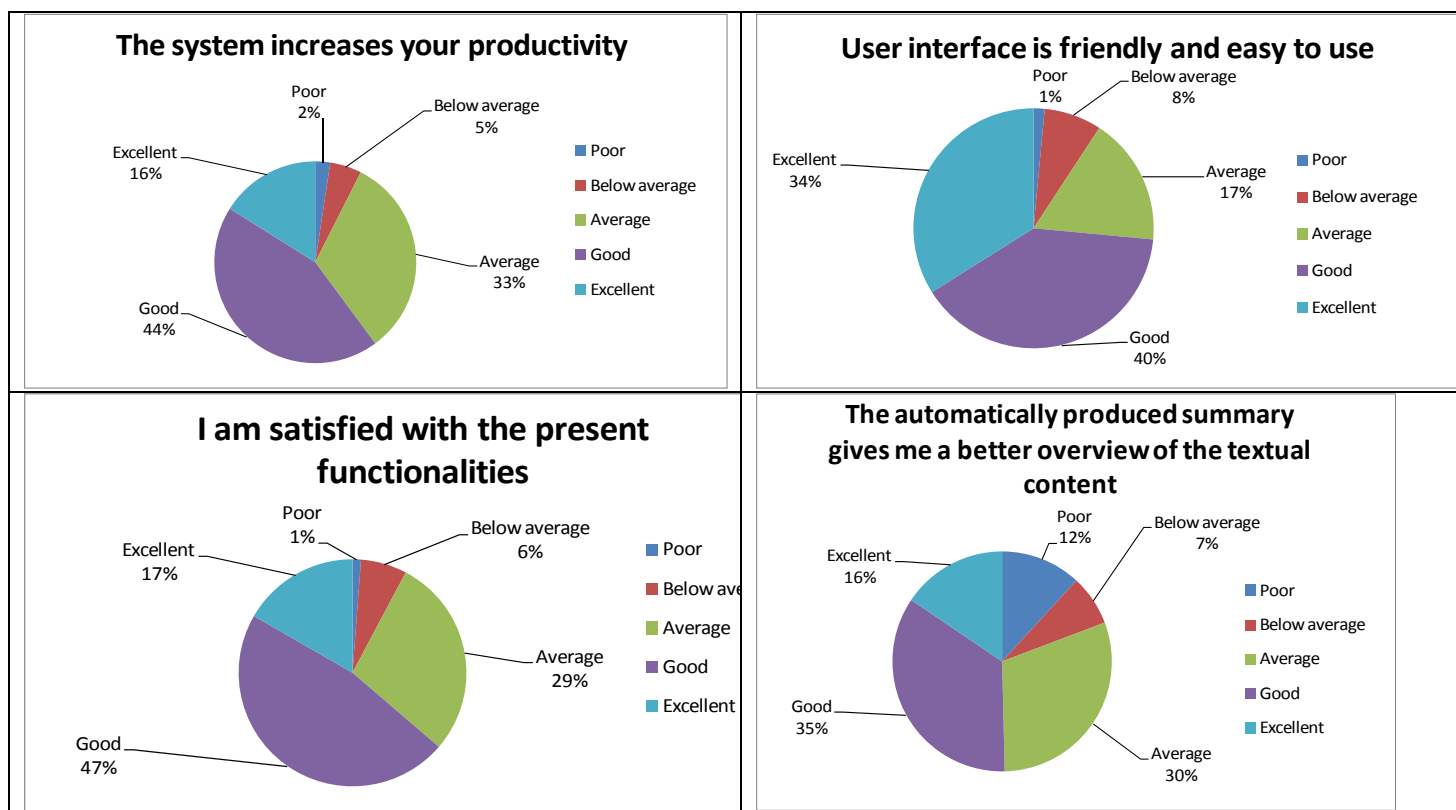 The system increases your productivity
Poor
2%
Below average
5%
Excellent
16%
Average
33%
Good
44%
Poor
Below average
Average
Good
Excellent
User interface is friendly and easy to use
Poor
1%
Below average
8%
Excellent
34%
Average
17%
Good
40%
Poor
Below average
Average
Good
Excellent
I am satisfied with the present
functionalities
Poor
1%
Below average
6%
Excellent
17%
Average
29%
Good
47%
Poor
Below ave
Average
Good
Excellent
The automatically produced summary
gives me a better overview of the textual
content
Poor
12%
Below average
7%
Excellent
16%
Good
35%
Average
30%
Poor
Below average
Average
Good
Excellent